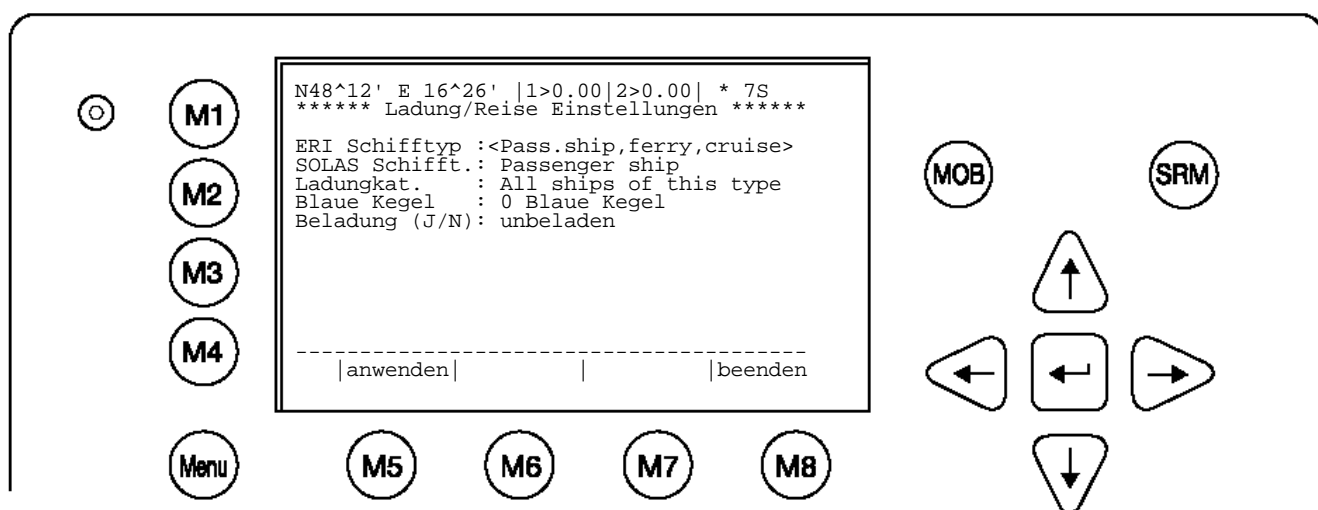 N48^12' E 16^26' |1>0.00|2>0.00| * 7S
****** Ladung/Reise Einstellungen ******
ERI Schifftyp :<Pass.ship,ferry,cruise>
SOLAS Schifft.: Passenger ship
Ladungkat. : All ships of this type
Blaue Kegel : 0 Blaue Kegel
Beladung (J/N): unbeladen
----------------------------------------
|anwenden| | |beenden
M1
M2
M3
M4
Menu
M5 M6 M7 M8
MOB SRM